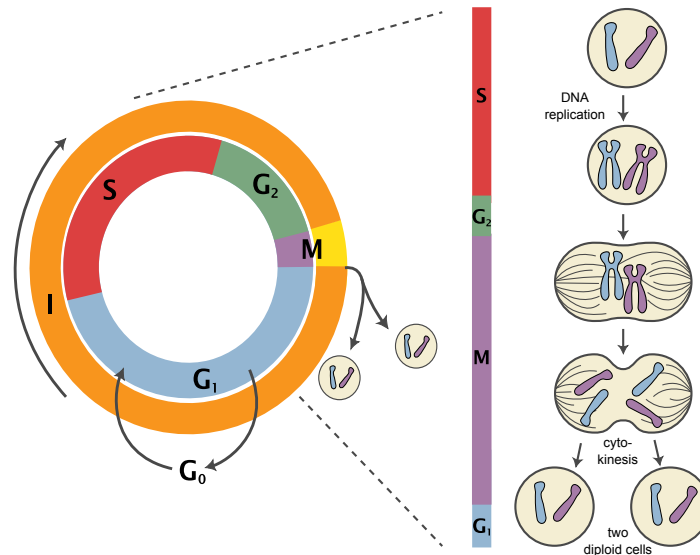 S
G₂
M
I
G₁
G₀
S
G₂
M
G₁
DNA
replication
cyto-
kinesis
two
diploid cells